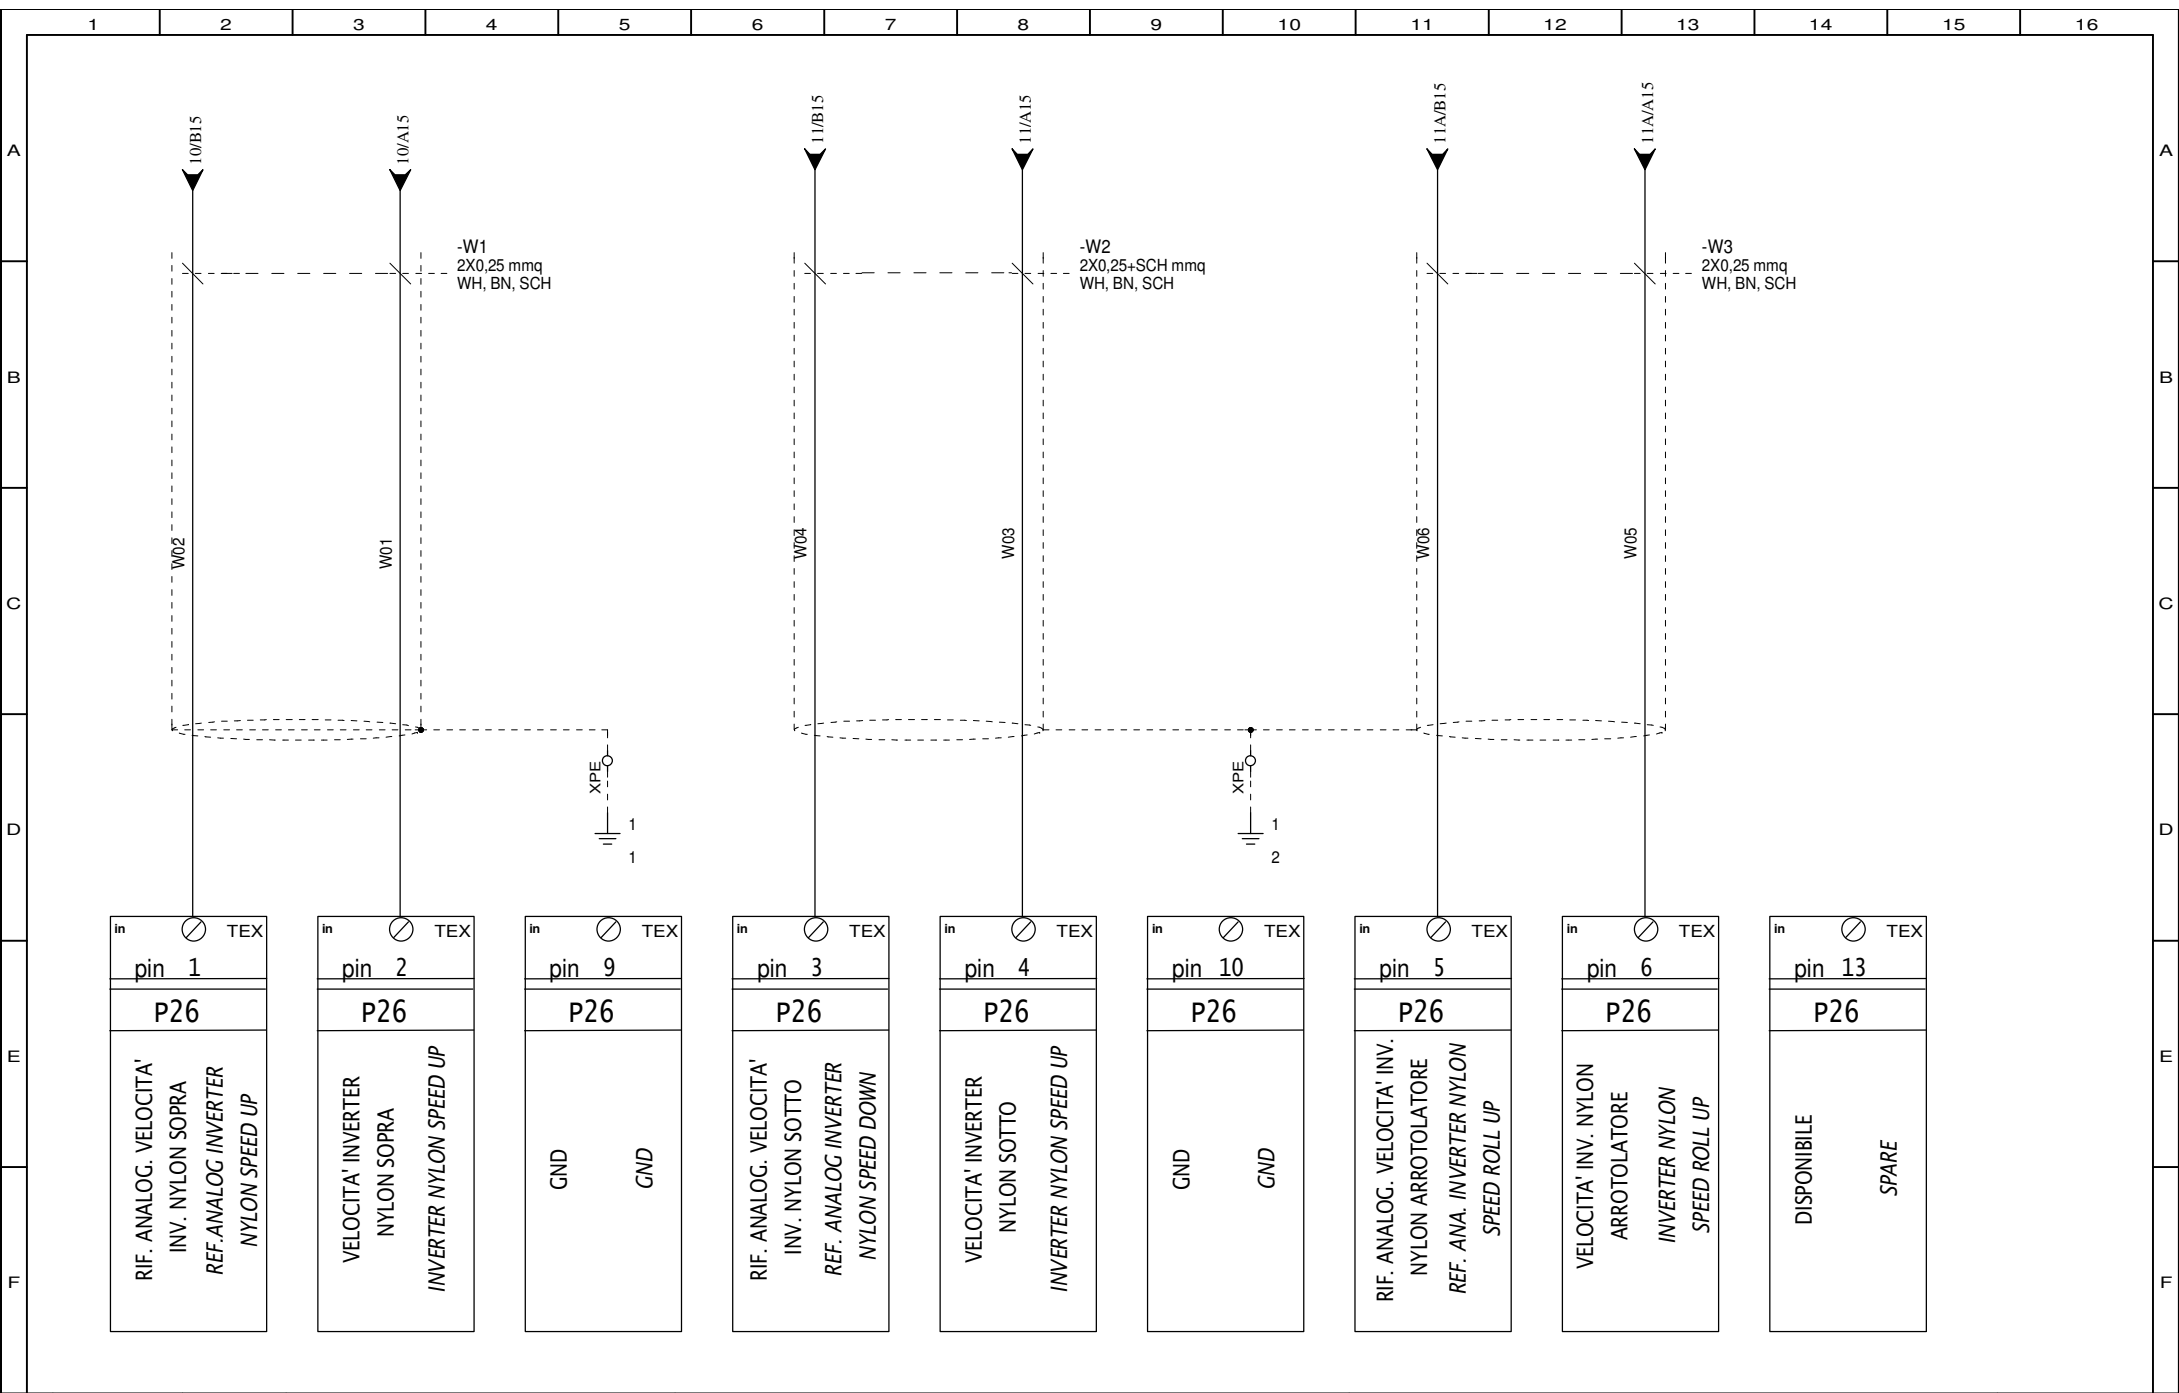 1 2 3 4 5 6 7 8 9 10 11 12 13 14 15 16
A
B
C
D
E
F
10/B15
10/A15
11/B15
11/A15
11A/B15
11A/A15
-W1
2X0,25 mmq
WH, BN, SCH
-W2
2X0,25+SCH mmq
WH, BN, SCH
-W3
2X0,25 mmq
WH, BN, SCH
W02
W01
W04
W03
W06
W05
XPE
1
1
XPE
1
2
in TEX
pin 1
P26
RIF. ANALOG. VELOCITA'
INV. NYLON SOPRA
REF.ANALOG INVERTER
NYLON SPEED UP
in TEX
pin 2
P26
VELOCITA' INVERTER
NYLON SOPRA
INVERTER NYLON SPEED UP
in TEX
pin 9
P26
GND
GND
in TEX
pin 3
P26
RIF. ANALOG. VELOCITA'
INV. NYLON SOTTO
REF. ANALOG INVERTER
NYLON SPEED DOWN
in TEX
pin 4
P26
VELOCITA' INVERTER
NYLON SOTTO
INVERTER NYLON SPEED UP
in TEX
pin 10
P26
GND
GND
in TEX
pin 5
P26
RIF. ANALOG. VELOCITA' INV.
NYLON ARROTOLATORE
REF. ANA. INVERTER NYLON
SPEED ROLL UP
in TEX
pin 6
P26
VELOCITA' INV. NYLON
ARROTOLATORE
INVERTER NYLON
SPEED ROLL UP
in TEX
pin 13
P26
DISPONIBILE
SPARE
A
B
C
D
E
F